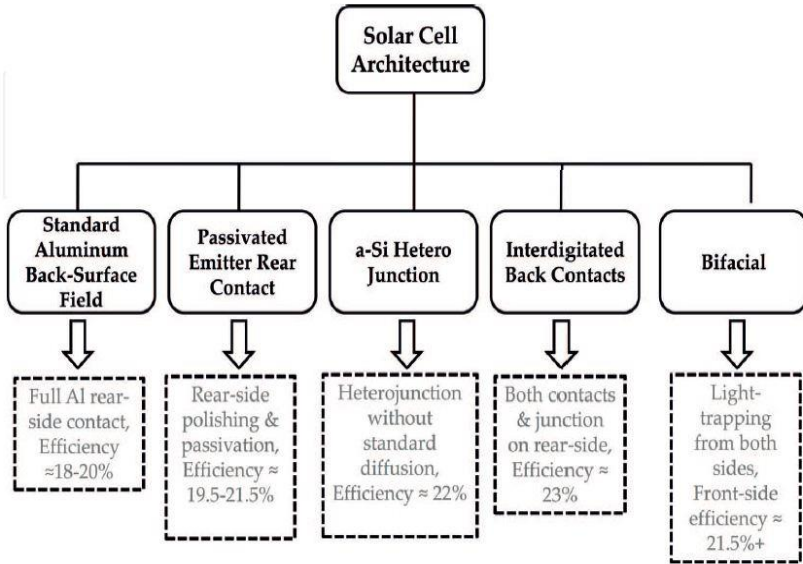 Solar Cell
Architecture
Standard
Aluminum
Back-Surface
Field
Passivated
Emitter Rear
Contact
a-Si Hetero
Junction
Interdigitated
Back Contacts
Bifacial
Full Al rear-
side contact,
Efficiency
≈18-20%
Rear-side
polishing &
passivation,
Efficiency ≈
19.5-21.5%
Heterojunction
without
standard
diffusion,
Efficiency ≈ 22%
Both contacts
& junction
on rear-side,
Efficiency ≈
23%
Light-
trapping
from both
sides,
Front-side
efficiency ≈
21.5%+